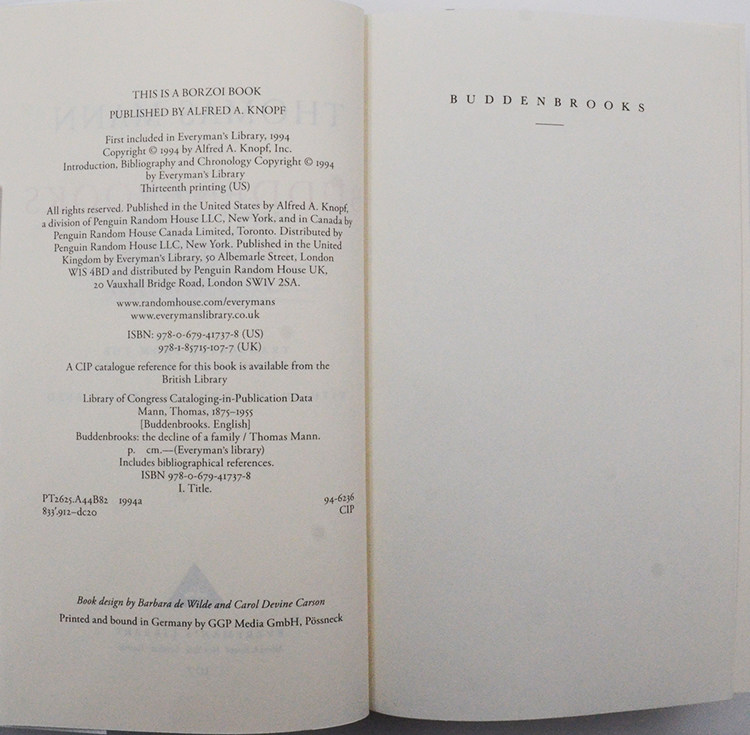 THIS IS A BORZOI BOOK
PUBLISHED BY ALFRED A. KNOPF
First included in Everyman's Library, 1994
Copyright © 1994 by Alfred A. Knopf, Inc.
Introduction, Bibliography and Chronology Copyright © 1994
by Everyman's Library
Thirteenth printing (US)
All rights reserved. Published in the United States by Alfred A. Knopf,
a division of Penguin Random House LLC, New York, and in Canada by
Penguin Random House Canada Limited, Toronto. Distributed by
Penguin Random House LLC, New York. Published in the United
Kingdom by Everyman's Library, 50 Albemarle Street, London
W1S 4BD and distributed by Penguin Random House UK,
20 Vauxhall Bridge Road, London SW1V 2SA.
www.randomhouse.com/everymans
www.everymanslibrary.co.uk
ISBN: 978-0-679-41737-8 (US)
978-1-85715-107-7 (UK)
A CIP catalogue reference for this book is available from the
British Library
Library of Congress Cataloging-in-Publication Data
Mann, Thomas, 1875–1955
[Buddenbrooks. English]
Buddenbrooks: the decline of a family / Thomas Mann.
p. cm.—(Everyman's library)
Includes bibliographical references.
ISBN 978-0-679-41737-8
I. Title.
PT2625.A44B82 1994a 94-6236
833'.912–dc20 CIP
Book design by Barbara de Wilde and Carol Devine Carson
Printed and bound in Germany by GGP Media GmbH, Pössneck
BUDDENBROOKS